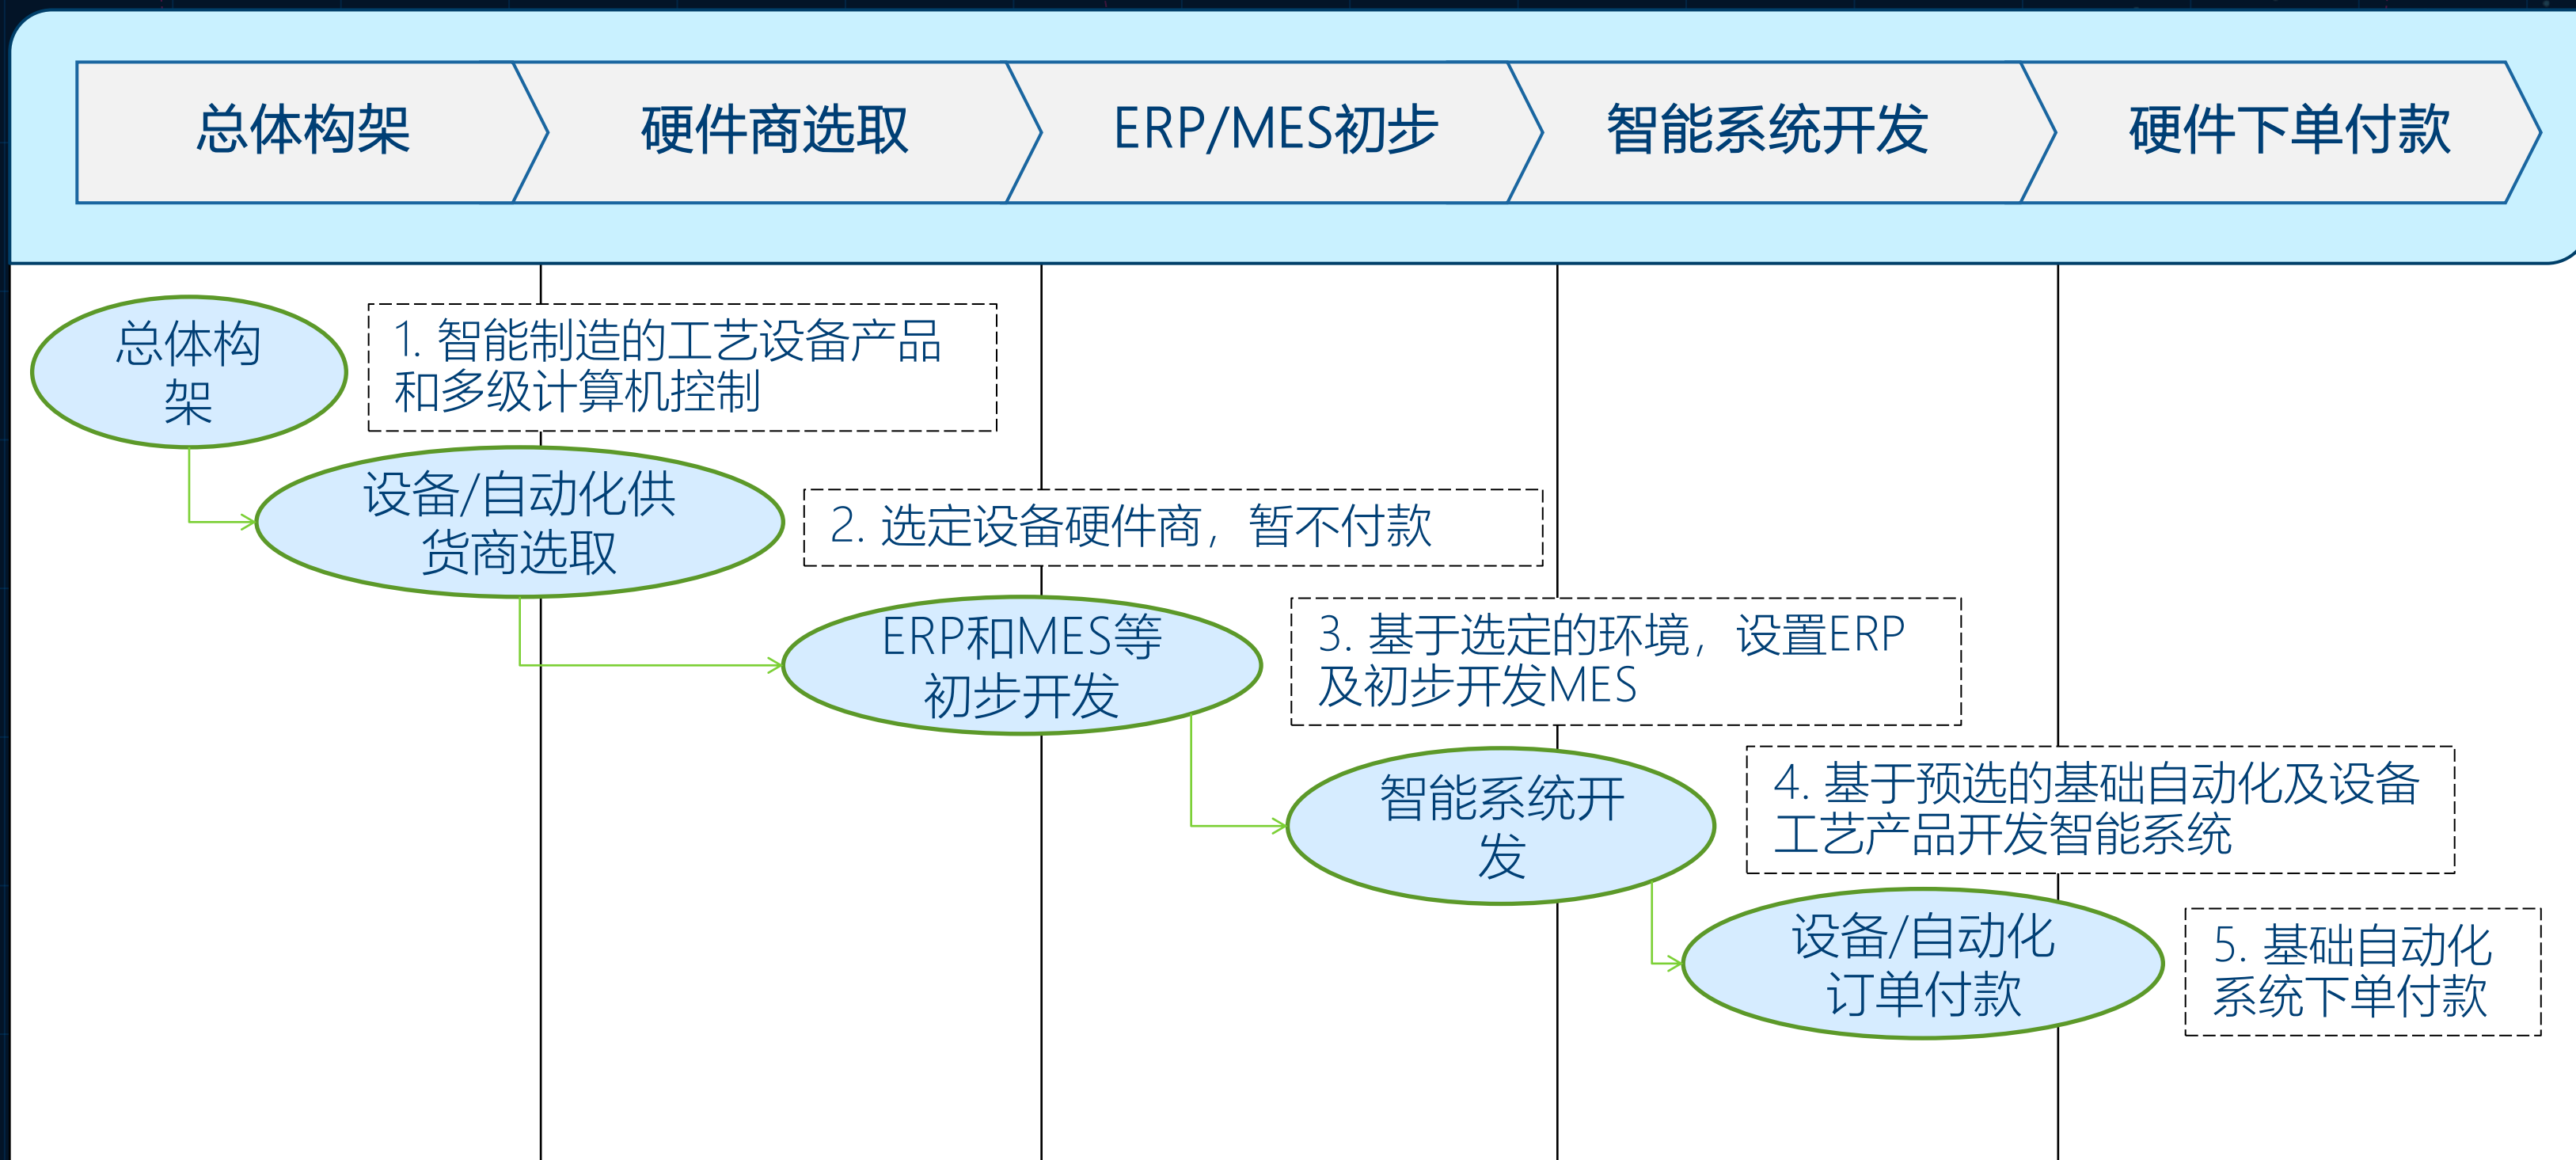 总体构架
硬件商选取
ERP/MES初步
智能系统开发
硬件下单付款
总体构
架
1. 智能制造的工艺设备产品
和多级计算机控制
设备/自动化供
货商选取
2. 选定设备硬件商，暂不付款
ERP和MES等
初步开发
3. 基于选定的环境，设置ERP
及初步开发MES
智能系统开
发
4. 基于预选的基础自动化及设备
工艺产品开发智能系统
设备/自动化
订单付款
5. 基础自动化
系统下单付款